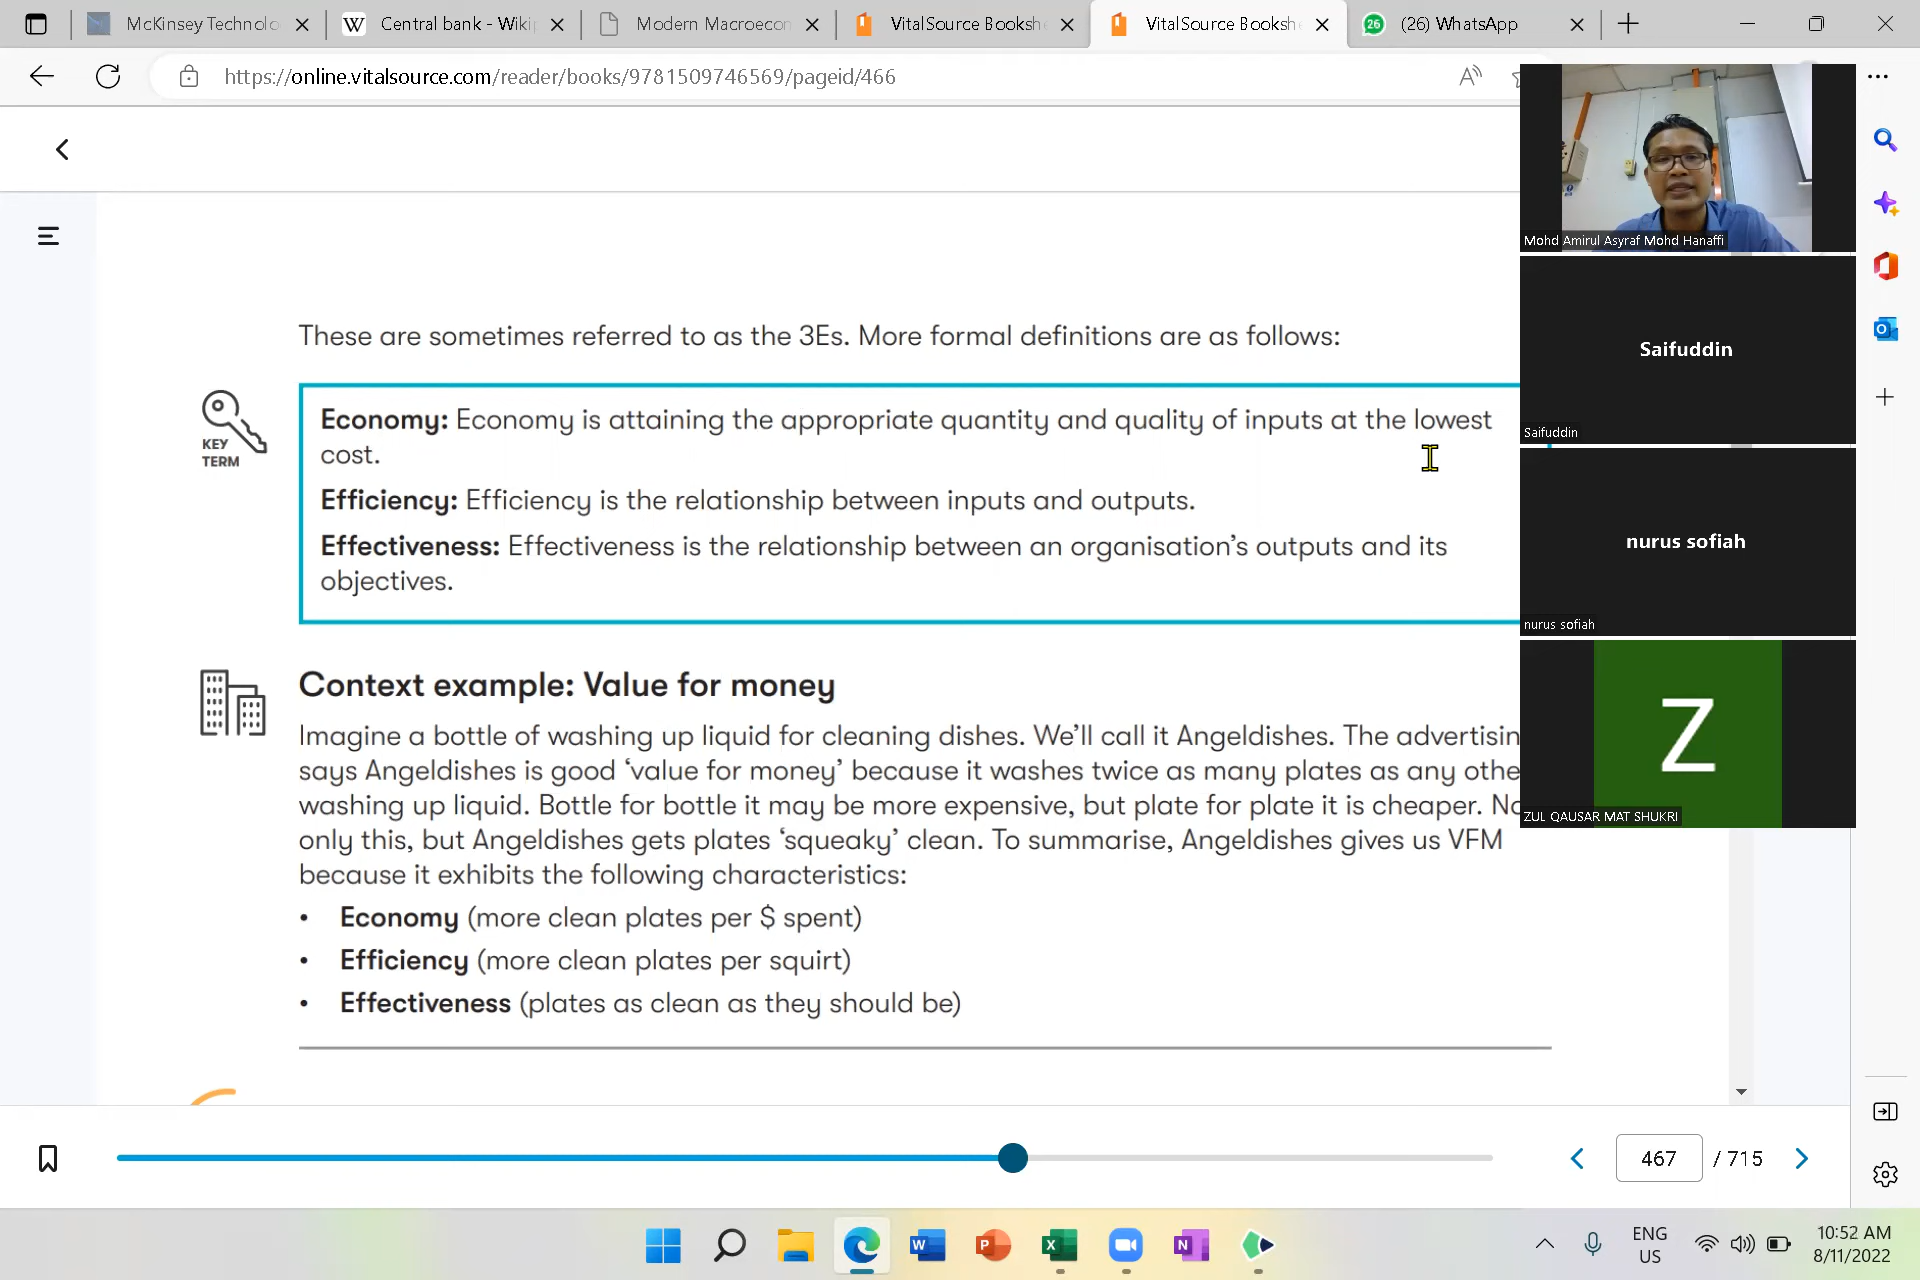 McKinsey Technolo
Central bank - Wikip
Modern Macroecon
VitalSource Bookshe
VitalSource Bookshe
26
(26) WhatsApp
https://online.vitalsource.com/reader/books/9781509746569/pageid/466
These are sometimes referred to as the 3Es. More formal definitions are as follows:
KEY
TERM
Economy: Economy is attaining the appropriate quantity and quality of inputs at the lowest
cost.
Efficiency: Efficiency is the relationship between inputs and outputs.
Effectiveness: Effectiveness is the relationship between an organisation's outputs and its
objectives.
Context example: Value for money
Imagine a bottle of washing up liquid for cleaning dishes. We'll call it Angeldishes. The advertisin
says Angeldishes is good 'value for money' because it washes twice as many plates as any othe
washing up liquid. Bottle for bottle it may be more expensive, but plate for plate it is cheaper. No
only this, but Angeldishes gets plates 'squeaky' clean. To summarise, Angeldishes gives us VFM
because it exhibits the following characteristics:
• Economy (more clean plates per $ spent)
• Efficiency (more clean plates per squirt)
• Effectiveness (plates as clean as they should be)
Mohd Amirul Asyraf Mohd Hanaffi
Saifuddin
Saifuddin
nurus sofiah
nurus sofiah
Z
ZUL QAUSAR MAT SHUKRI
467 / 715
ENG
US
10:52 AM
8/11/2022